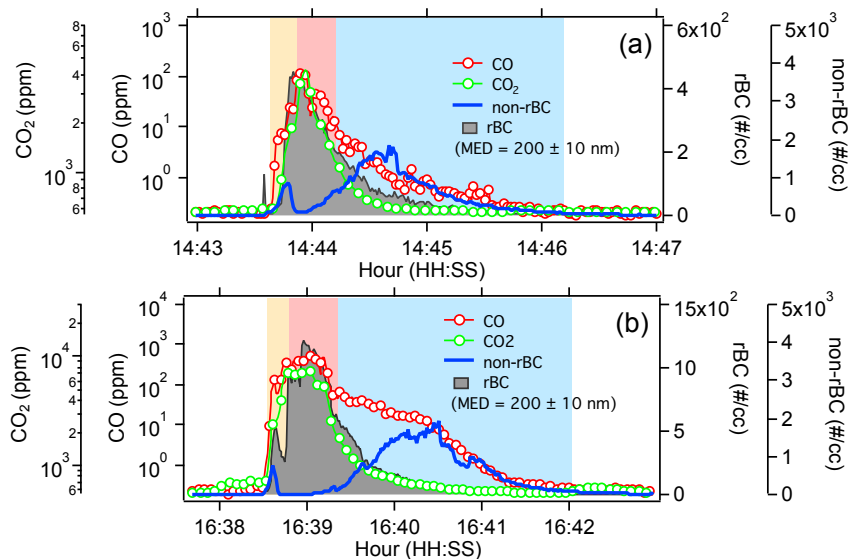 (a)
CO₂ (ppm)
8
6
4
2
10³
8
6
CO (ppm)
10³
10²
10¹
10⁰
CO
CO₂
non-rBC
rBC
(MED = 200 ± 10 nm)
6x10²
4
2
0
rBC (#/cc)
5x10³
4
3
2
1
0
non-rBC (#/cc)
14:43
14:44
14:45
14:46
14:47
Hour (HH:SS)
(b)
CO₂ (ppm)
2
10⁴
8
6
4
2
10³
8
6
CO (ppm)
10⁴
10³
10²
10¹
10⁰
CO
CO2
non-rBC
rBC
(MED = 200 ± 10 nm)
15x10²
10
5
0
rBC (#/cc)
5x10³
4
3
2
1
0
non-rBC (#/cc)
16:38
16:39
16:40
16:41
16:42
Hour (HH:SS)